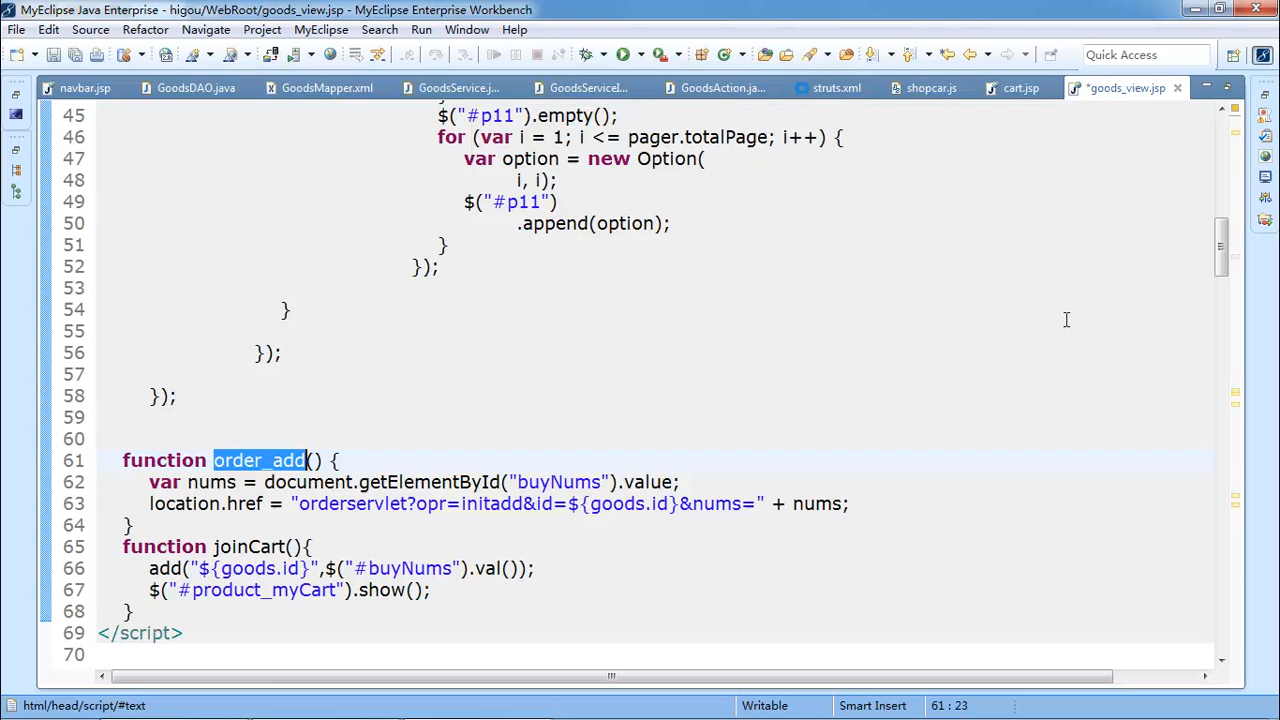 MyEclipse Java Enterprise - higou/WebRoot/goods_view.jsp - MyEclipse Enterprise Workbench
File Edit Source Refactor Navigate Project MyEclipse Search Run Window Help
Quick Access
navbar.jsp GoodsDAO.java GoodsMapper.xml GoodsService.j... GoodsServiceI... GoodsAction.ja... struts.xml shopcar.js cart.jsp *goods_view.jsp
45 $("#p11").empty();
46 for (var i = 1; i <= pager.totalPage; i++) {
47 var option = new Option(
48 i, i);
49 $("#p11")
50 .append(option);
51 }
52 });
53
54 }
55
56 });
57
58 });
59
60
61 function order_add() {
62 var nums = document.getElementById("buyNums").value;
63 location.href = "orderservlet?opr=initadd&id=${goods.id}&nums=" + nums;
64 }
65 function joinCart(){
66 add("${goods.id}",$("#buyNums").val());
67 $("#product_myCart").show();
68 }
69 </script>
70
html/head/script/#text Writable Smart Insert 61 : 23